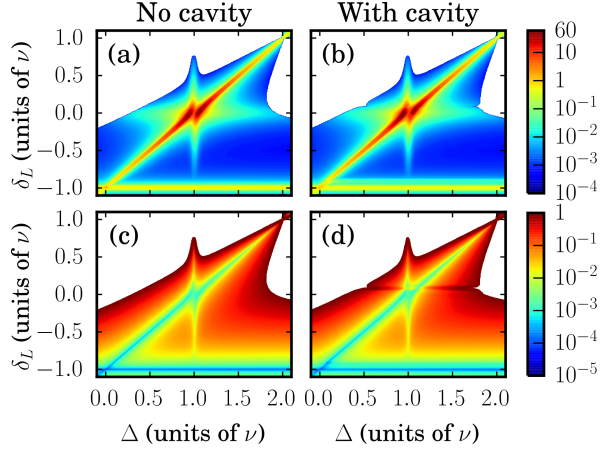 No cavity
With cavity
δ_L (units of ν)
1.0
0.5
0.0
−0.5
−1.0
(a)
(b)
60
10
1
10^{-1}
10^{-2}
10^{-3}
10^{-4}
δ_L (units of ν)
1.0
0.5
0.0
−0.5
−1.0
(c)
(d)
1
10^{-1}
10^{-2}
10^{-3}
10^{-4}
10^{-5}
0.0 0.5 1.0 1.5 2.0
0.0 0.5 1.0 1.5 2.0
Δ (units of ν)
Δ (units of ν)